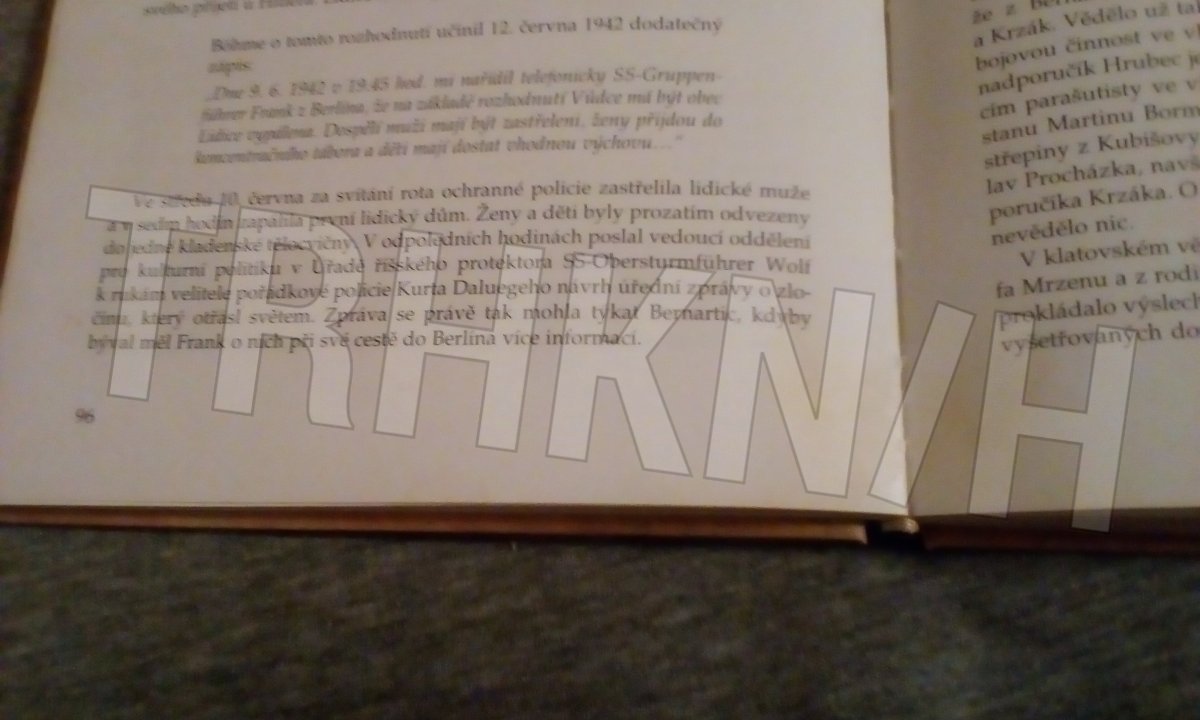 svého přijetí u Hitlera.
Böhme o tomto rozhodnutí učinil 12. června 1942 dodatečný
zápis:
„Dne 9. 6. 1942 v 19.45 hod. mi nařídil telefonicky SS-Gruppen-
führer Frank z Berlína, že na základě rozhodnutí Vůdce má být obec
Lidice vypálena. Dospělí muži mají být zastřeleni, ženy přijdou do
koncentračního tábora a děti mají dostat vhodnou výchovu…“
Ve středu 10. června za svítání rota ochranné policie zastřelila lidické muže
a v sedm hodin zapálila první lidický dům. Ženy a děti byly prozatím odvezeny
do jedné kladenské tělocvičny. V odpoledních hodinách poslal vedoucí oddělení
pro kulturní politiku v Úřadě říšského protektora SS-Obersturmführer Wolf
k rukám velitele pořádkové policie Kurta Daluegeho návrh úřední zprávy o zlo-
činu, který otřásl světem. Zpráva se právě tak mohla týkat Bernartic, kdyby
býval měl Frank o nich při své cestě do Berlína více informací.
96
že z
a Krzák. Vědělo už
bojovou činnost ve
nadporučík Hrubec
cím parašutisty ve
stanu Martinu
střepiny z Kubišovy
lav Procházka,
poručíka Krzáka.
nevědělo nic.
V klatovském
fa Mrzenu a z
prokládalo
vyšetřovaných
TRHKNIH